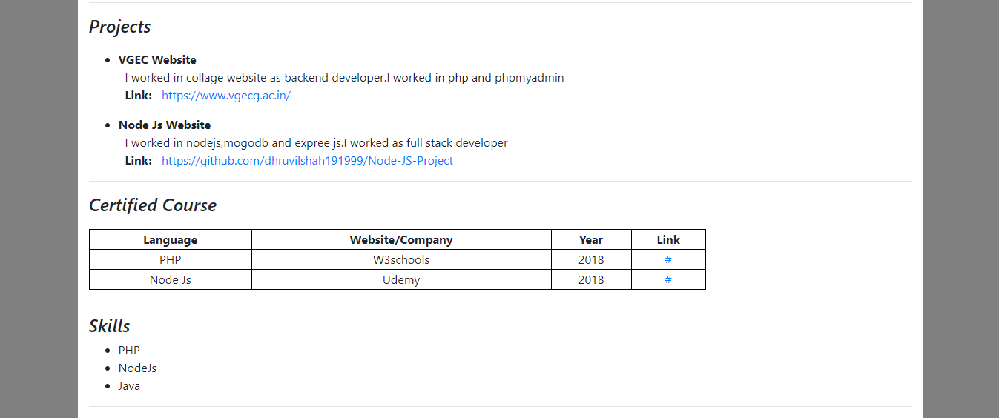 Projects
VGEC Website
I worked in collage website as backend developer.I worked in php and phpmyadmin
Link: https://www.vgecg.ac.in/
Node Js Website
I worked in nodejs,mogodb and expree js.I worked as full stack developer
Link: https://github.com/dhruvilshah191999/Node-JS-Project
Certified Course
Language Website/Company Year Link
PHP W3schools 2018 #
Node Js Udemy 2018 #
Skills
PHP
NodeJs
Java